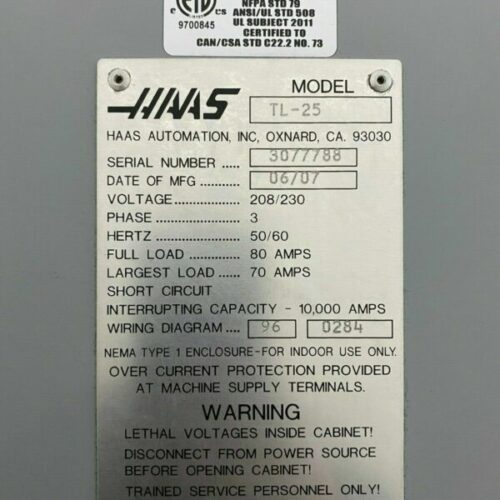 NFPA STD 79
ANSI/UL STD 508
UL SUBJECT 2011
CERTIFIED TO
CAN/CSA STD C22.2 NO. 73
c
us
9700845
HAAS
MODEL
TL-25
HAAS AUTOMATION, INC, OXNARD, CA. 93030
SERIAL NUMBER ..... 3077788
DATE OF MFG .......... 06/07
VOLTAGE.................. 208/230
PHASE ...................... 3
HERTZ ...................... 50/60
FULL LOAD ............. 80 AMPS
LARGEST LOAD ..... 70 AMPS
SHORT CIRCUIT
INTERRUPTING CAPACITY - 10,000 AMPS
WIRING DIAGRAM .... 96 0284
NEMA TYPE 1 ENCLOSURE-FOR INDOOR USE ONLY.
OVER CURRENT PROTECTION PROVIDED
AT MACHINE SUPPLY TERMINALS.
WARNING
LETHAL VOLTAGES INSIDE CABINET!
DISCONNECT FROM POWER SOURCE
BEFORE OPENING CABINET!
TRAINED SERVICE PERSONNEL ONLY!